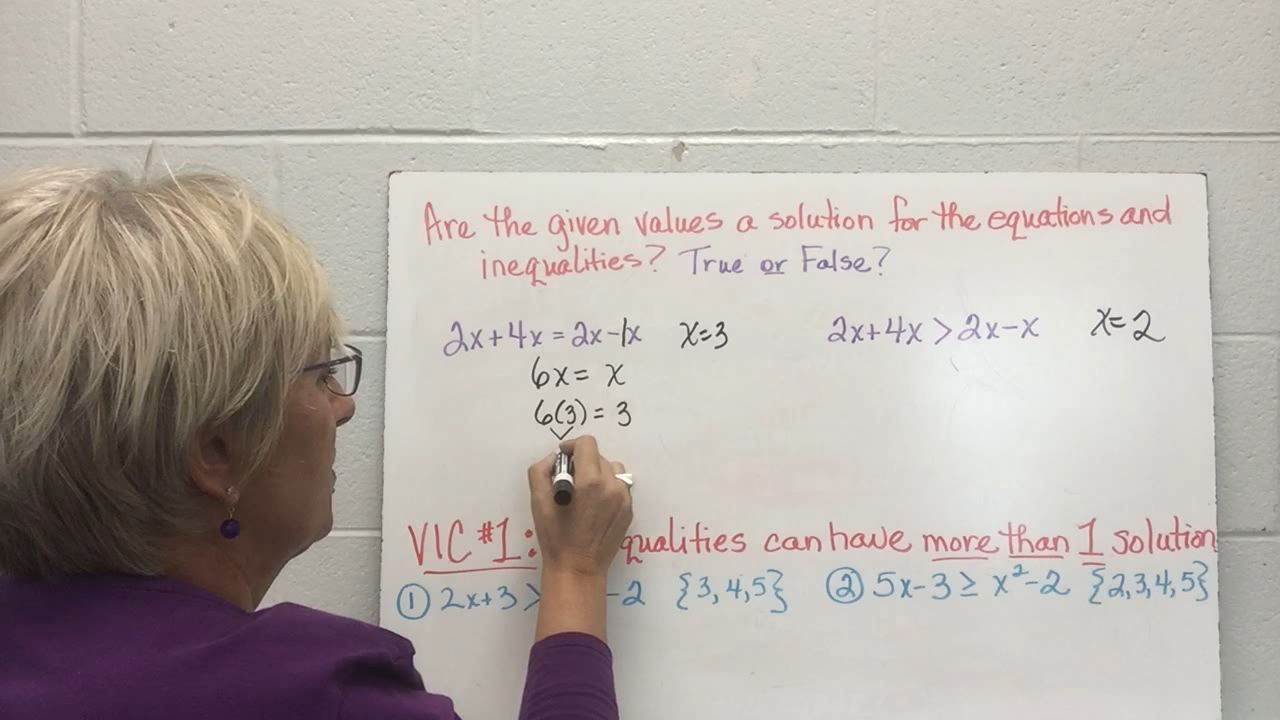 Are the given values a solution for the equations and
inequalities? True or False?
2x+4x = 2x-1x x=3
6x = x
6(3) = 3
2x+4x > 2x-x x=2
VIC #1: qualities can have more than 1 solution
① 2x+3 > -2 {3,4,5}
② 5x-3 ≥ x²-2 {2,3,4,5}